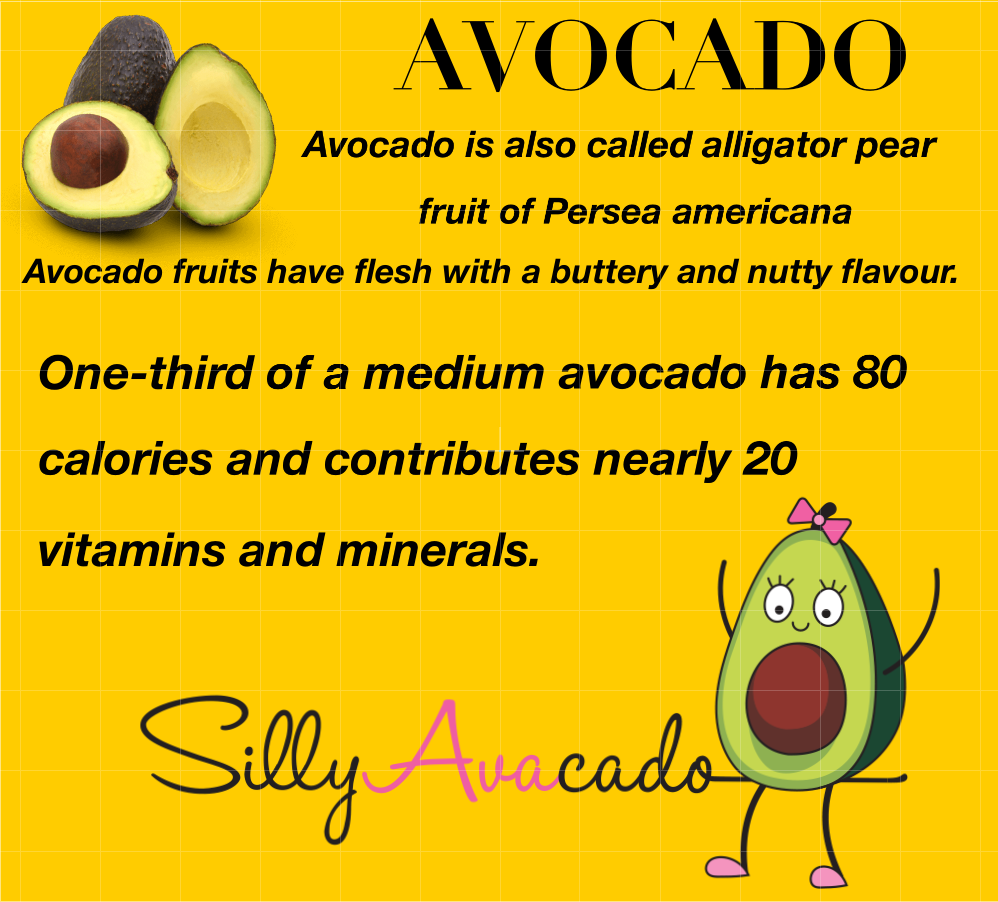 AVOCADO
Avocado is also called alligator pear
fruit of Persea americana
Avocado fruits have flesh with a buttery and nutty flavour.
One-third of a medium avocado has 80
calories and contributes nearly 20
vitamins and minerals.
SillyAvacado